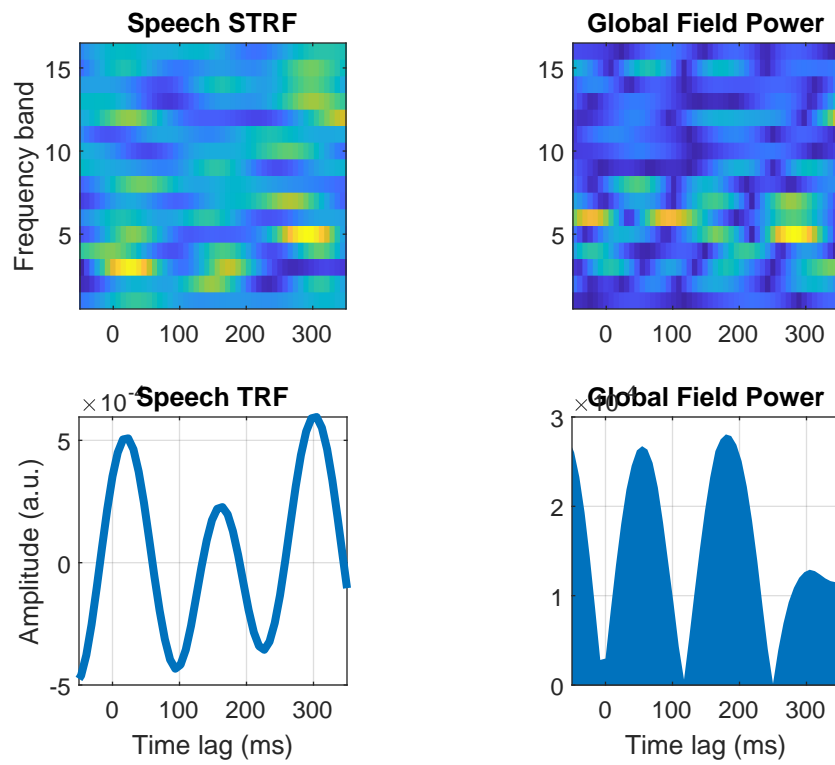 Speech STRF
Frequency band
15
10
5
0 100 200 300
Global Field Power
15
10
5
0 100 200 300
Speech TRF
× 10⁻⁴
Amplitude (a.u.)
5
0
-5
0 100 200 300
Time lag (ms)
Global Field Power
3
2
1
0
0 100 200 300
Time lag (ms)